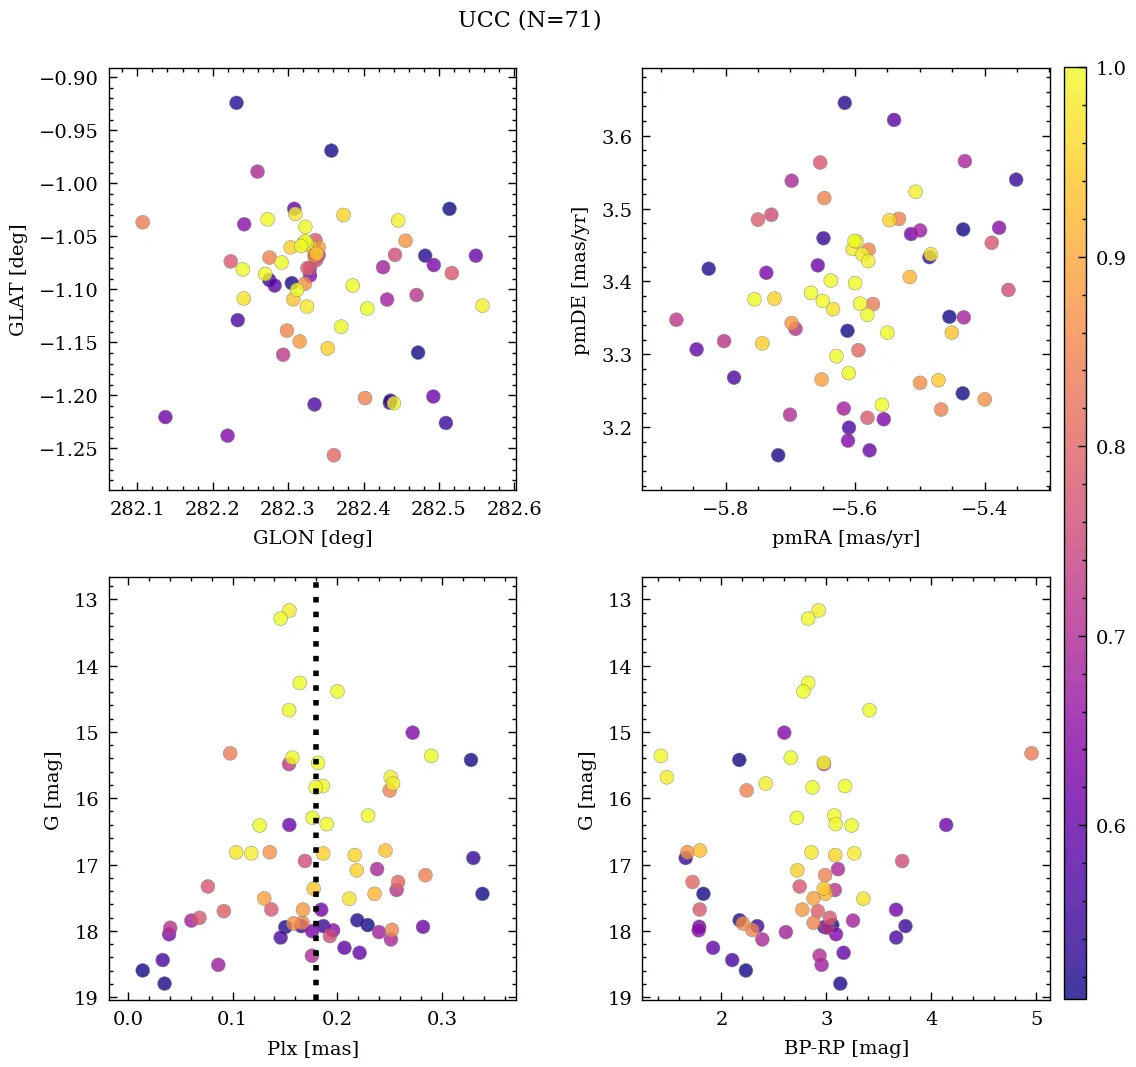 UCC (N=71)
−0.90
−0.95
−1.00
−1.05
−1.10
−1.15
−1.20
−1.25
GLAT [deg]
282.1 282.2 282.3 282.4 282.5 282.6
GLON [deg]
3.6
3.5
3.4
3.3
3.2
pmDE [mas/yr]
−5.8 −5.6 −5.4
pmRA [mas/yr]
1.0
0.9
0.8
0.7
0.6
13
14
15
16
17
18
19
G [mag]
0.0 0.1 0.2 0.3
Plx [mas]
13
14
15
16
17
18
19
G [mag]
2 3 4 5
BP-RP [mag]